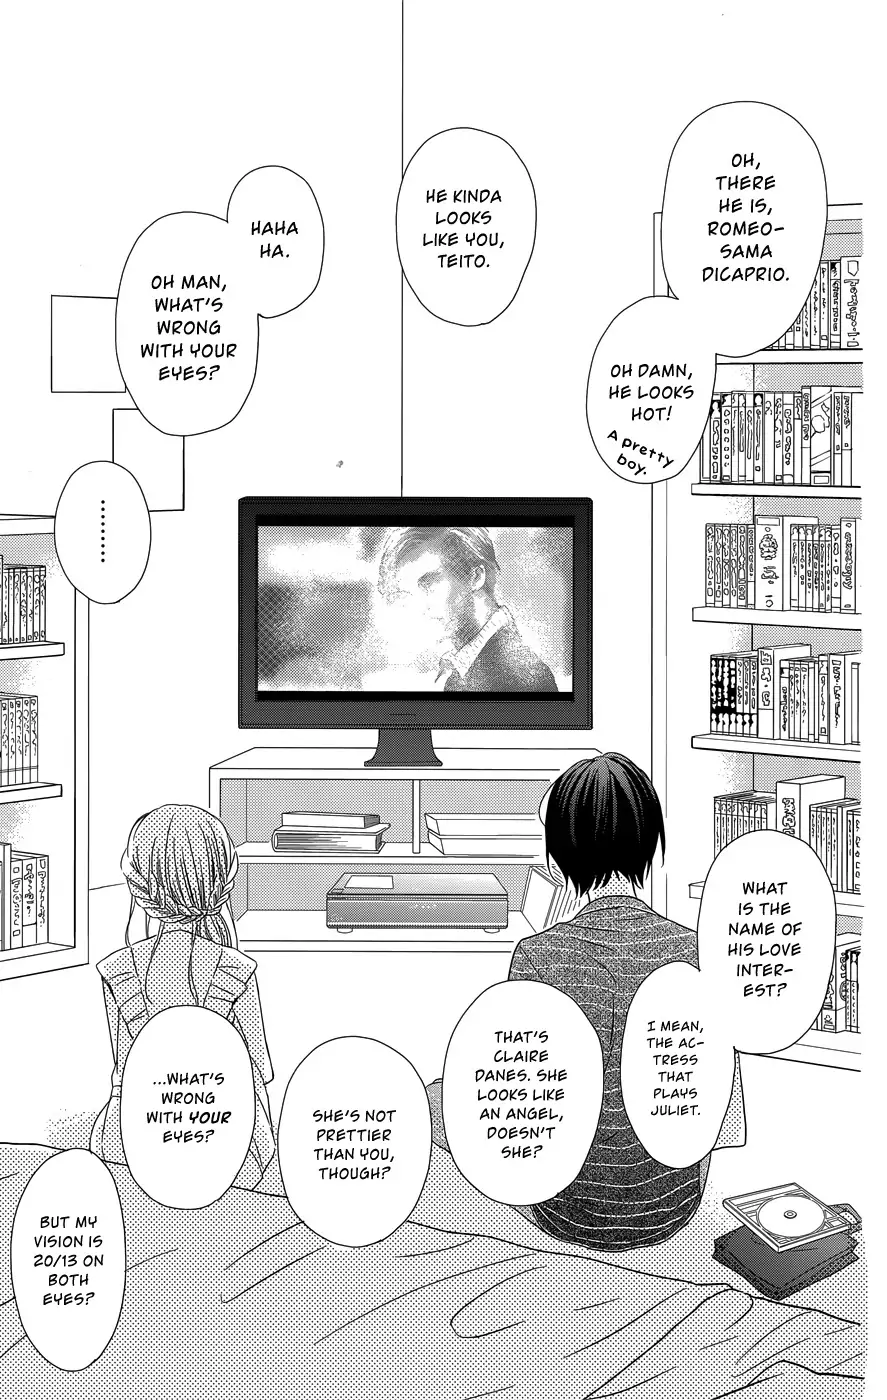 OH,
THERE
HE IS,
ROMEO-
SAMA
DICAPRIO.
OH DAMN,
HE LOOKS
HOT!
A pretty
boy.
HE KINDA
LOOKS
LIKE YOU,
TEITO.
HAHA
HA.
OH MAN,
WHAT'S
WRONG
WITH YOUR
EYES?
.........
WHAT
IS THE
NAME OF
HIS LOVE
INTER-
EST?
I MEAN,
THE AC-
TRESS
THAT
PLAYS
JULIET.
THAT'S
CLAIRE
DANES. SHE
LOOKS LIKE
AN ANGEL,
DOESN'T
SHE?
SHE'S NOT
PRETTIER
THAN YOU,
THOUGH?
...WHAT'S
WRONG
WITH YOUR
EYES?
BUT MY
VISION IS
20/13 ON
BOTH
EYES?